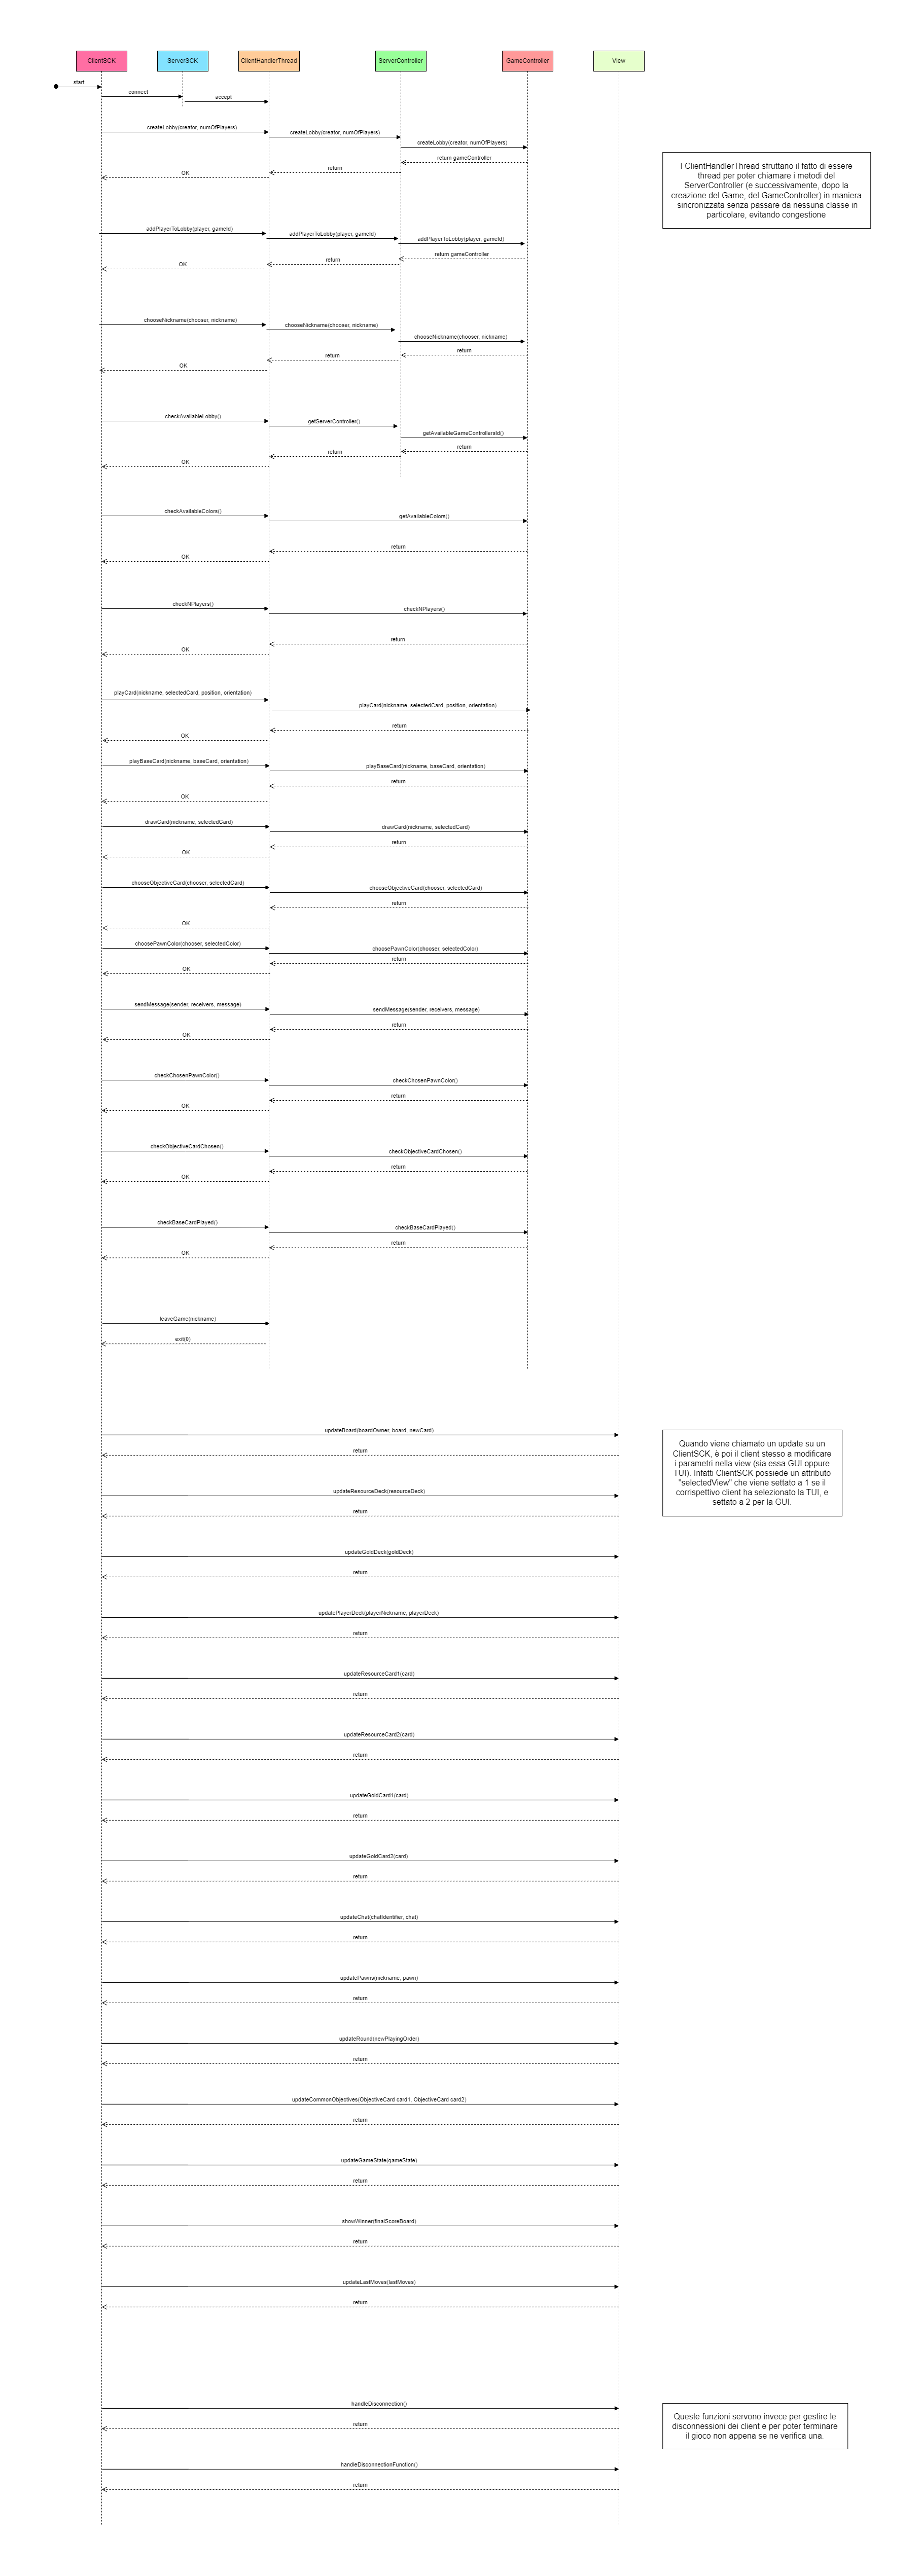 ClientSCK
ServerSCK
ClientHandlerThread
ServerController
GameController
View
start
connect
accept
createLobby(creator, numOfPlayers)
createLobby(creator, numOfPlayers)
createLobby(creator, numOfPlayers)
return gameController
return
OK
I ClientHandlerThread sfruttano il fatto di essere
thread per poter chiamare i metodi del
ServerController (e successivamente, dopo la
creazione del Game, del GameController) in maniera
sincronizzata senza passare da nessuna classe in
particolare, evitando congestione
addPlayerToLobby(player, gameId)
addPlayerToLobby(player, gameId)
addPlayerToLobby(player, gameId)
return gameController
return
OK
chooseNickname(chooser, nickname)
chooseNickname(chooser, nickname)
chooseNickname(chooser, nickname)
return
return
OK
checkAvailableLobby()
getServerController()
getAvailableGameControllersId()
return
return
OK
checkAvailableColors()
getAvailableColors()
return
OK
checkNPlayers()
checkNPlayers()
return
OK
playCard(nickname, selectedCard, position, orientation)
playCard(nickname, selectedCard, position, orientation)
return
OK
playBaseCard(nickname, baseCard, orientation)
playBaseCard(nickname, baseCard, orientation)
return
OK
drawCard(nickname, selectedCard)
drawCard(nickname, selectedCard)
return
OK
chooseObjectiveCard(chooser, selectedCard)
chooseObjectiveCard(chooser, selectedCard)
return
OK
choosePawnColor(chooser, selectedColor)
choosePawnColor(chooser, selectedColor)
return
OK
sendMessage(sender, receivers, message)
sendMessage(sender, receivers, message)
return
OK
checkChosenPawnColor()
checkChosenPawnColor()
return
OK
checkObjectiveCardChosen()
checkObjectiveCardChosen()
return
OK
checkBaseCardPlayed()
checkBaseCardPlayed()
return
OK
leaveGame(nickname)
exit(0)
updateBoard(boardOwner, board, newCard)
return
Quando viene chiamato un update su un
ClientSCK, è poi il client stesso a modificare
i parametri nella view (sia essa GUI oppure
TUI). Infatti ClientSCK possiede un attributo
"selectedView" che viene settato a 1 se il
corrispettivo client ha selezionato la TUI, e
settato a 2 per la GUI.
updateResourceDeck(resourceDeck)
return
updateGoldDeck(goldDeck)
return
updatePlayerDeck(playerNickname, playerDeck)
return
updateResourceCard1(card)
return
updateResourceCard2(card)
return
updateGoldCard1(card)
return
updateGoldCard2(card)
return
updateChat(chatIdentifier, chat)
return
updatePawns(nickname, pawn)
return
updateRound(newPlayingOrder)
return
updateCommonObjectives(ObjectiveCard card1, ObjectiveCard card2)
return
updateGameState(gameState)
return
showWinner(finalScoreBoard)
return
updateLastMoves(lastMoves)
return
handleDisconnection()
return
Queste funzioni servono invece per gestire le
disconnessioni dei client e per poter terminare
il gioco non appena se ne verifica una.
handleDisconnectionFunction()
return